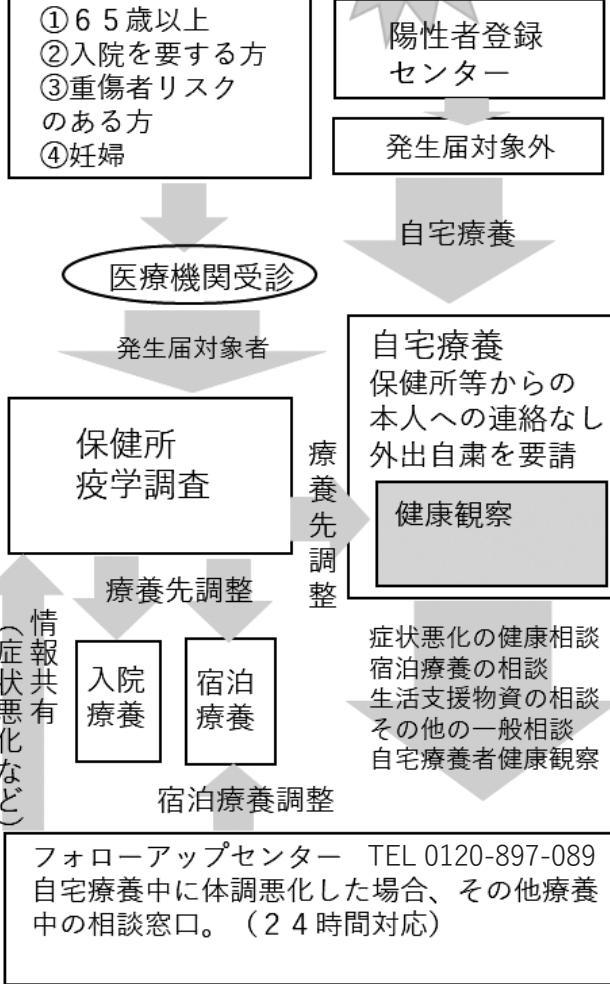 ①６５歳以上
②入院を要する方
③重傷者リスク
のある方
④妊婦
陽性者登録
センター
発生届対象外
自宅療養
医療機関受診
発生届対象者
自宅療養
保健所等からの
本人への連絡なし
外出自粛を要請
健康観察
保健所
疫学調査
療養先調整
療養先調整
情報共有
（症状悪化など）
入院
療養
宿泊
療養
症状悪化の健康相談
宿泊療養の相談
生活支援物資の相談
その他の一般相談
自宅療養者健康観察
宿泊療養調整
フォローアップセンター　TEL 0120-897-089
自宅療養中に体調悪化した場合、その他療養
中の相談窓口。（２４時間対応）